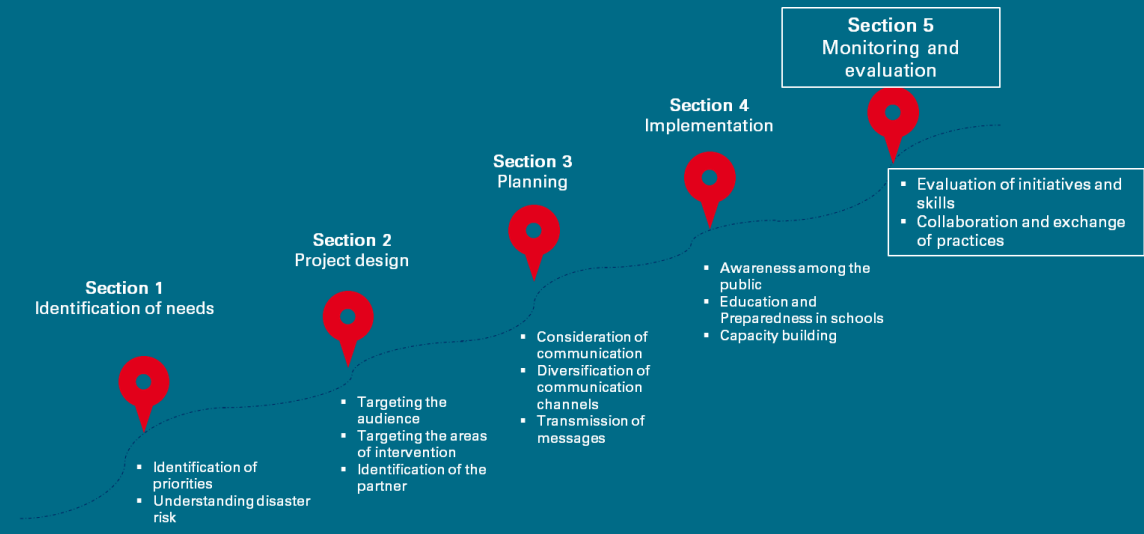 Section 1
Identification of needs
▪ Identification of
priorities
▪ Understanding disaster
risk
Section 2
Project design
▪ Targeting the
audience
▪ Targeting the areas
of intervention
▪ Identification of the
partner
Section 3
Planning
▪ Consideration of
communication
▪ Diversification of
communication
channels
▪ Transmission of
messages
Section 4
Implementation
▪ Awareness among the
public
▪ Education and
Preparedness in schools
▪ Capacity building
Section 5
Monitoring and
evaluation
▪ Evaluation of initiatives and
skills
▪ Collaboration and exchange
of practices